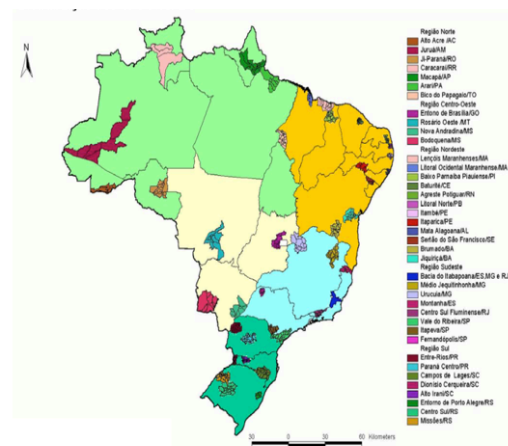 N
Região Norte
Alto Acre /AC
Juruá/AM
Ji-Paraná/RO
Caracaraí/RR
Macapá/AP
Arari/PA
Bico do Papagaio/TO
Região Centro-Oeste
Entorno de Brasília/GO
Rosário Oeste /MT
Nova Andradina/MS
Bodoquena/MS
Região Nordeste
Lençóis Maranhenses/MA
Litoral Ocidental Maranhense/MA
Baixo Parnaíba Piauiense/PI
Baturité/CE
Agreste Potiguar/RN
Litoral Norte/PB
Itambé/PE
Itaparica/PE
Mata Alagoana/AL
Sertão do São Francisco/SE
Brumado/BA
Jiquiriçá/BA
Região Sudeste
Bacia do Itabapoana/ES,MG e RJ
Médio Jequitinhonha/MG
Urucuia/MG
Montanha/ES
Centro Sul Fluminense/RJ
Vale do Ribeira/SP
Itapeva/SP
Fernandópolis/SP
Região Sul
Entre-Rios/PR
Paraná Centro/PR
Campos de Lages/SC
Dionísio Cerqueira/SC
Alto Irani/SC
Entorno de Porto Alegre/RS
Centro Sul/RS
Missões/RS
30 0 30 60 Kilometers